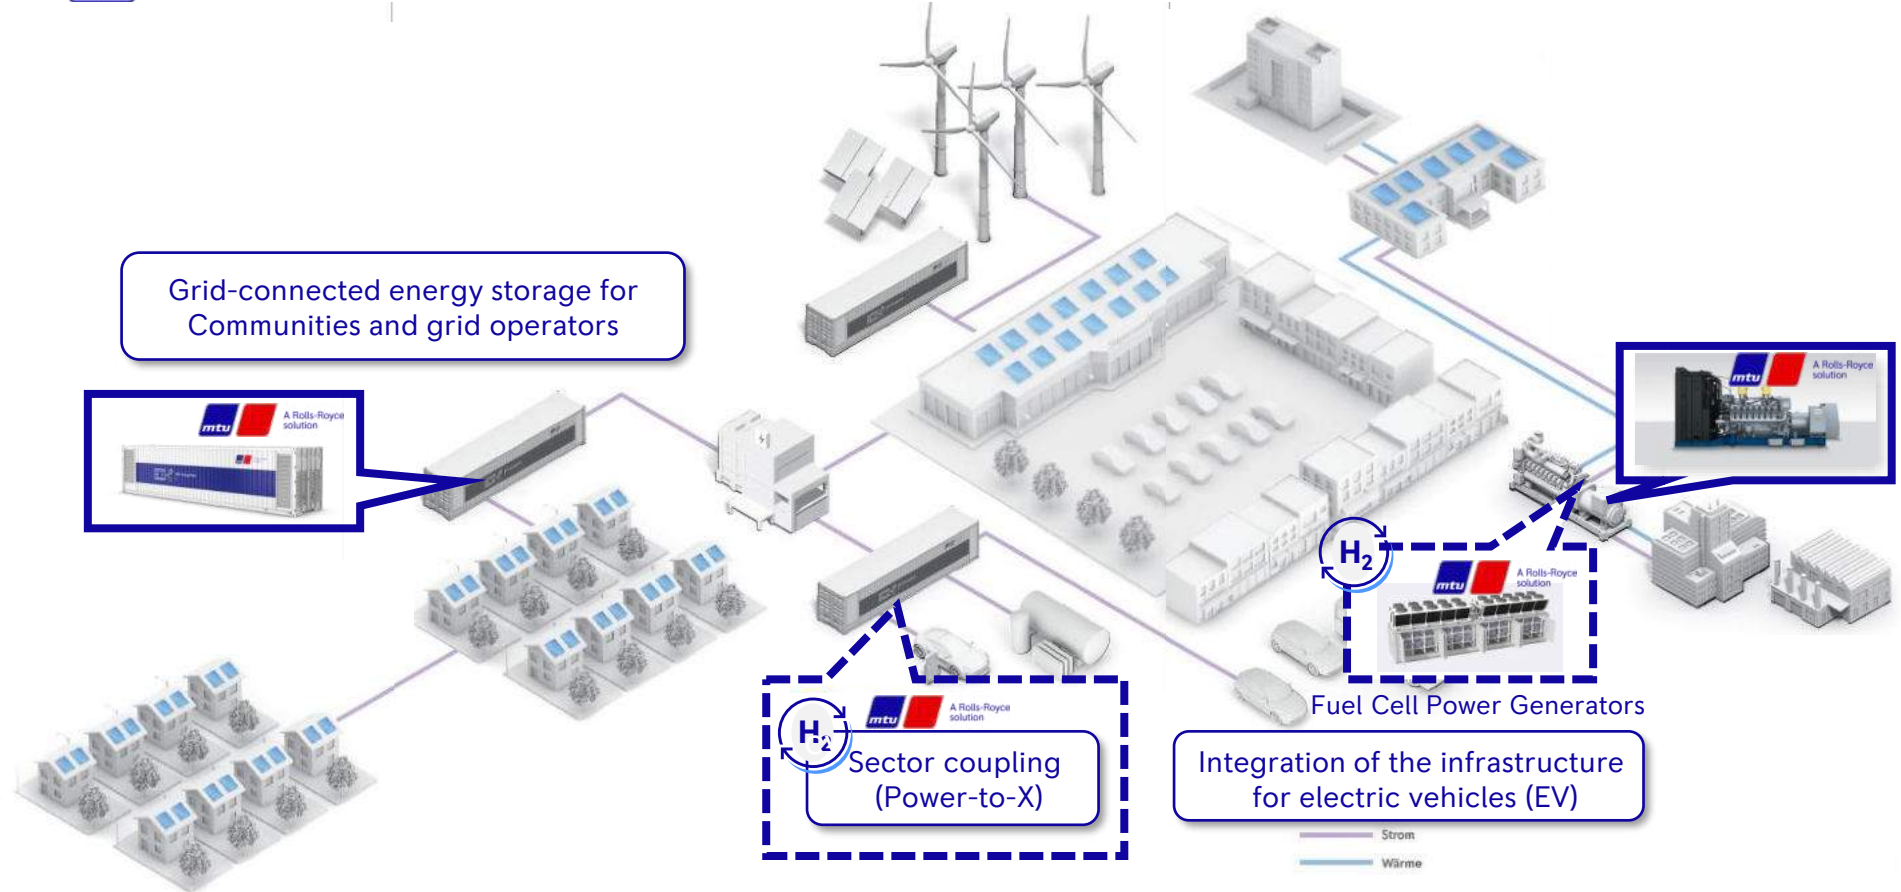 Grid-connected energy storage for
Communities and grid operators
mtu
A Rolls-Royce
solution
mtu
A Rolls-Royce
solution
H₂
mtu
A Rolls-Royce
solution
Fuel Cell Power Generators
H₂
mtu
A Rolls-Royce
solution
Sector coupling
(Power-to-X)
Integration of the infrastructure
for electric vehicles (EV)
Strom
Wärme